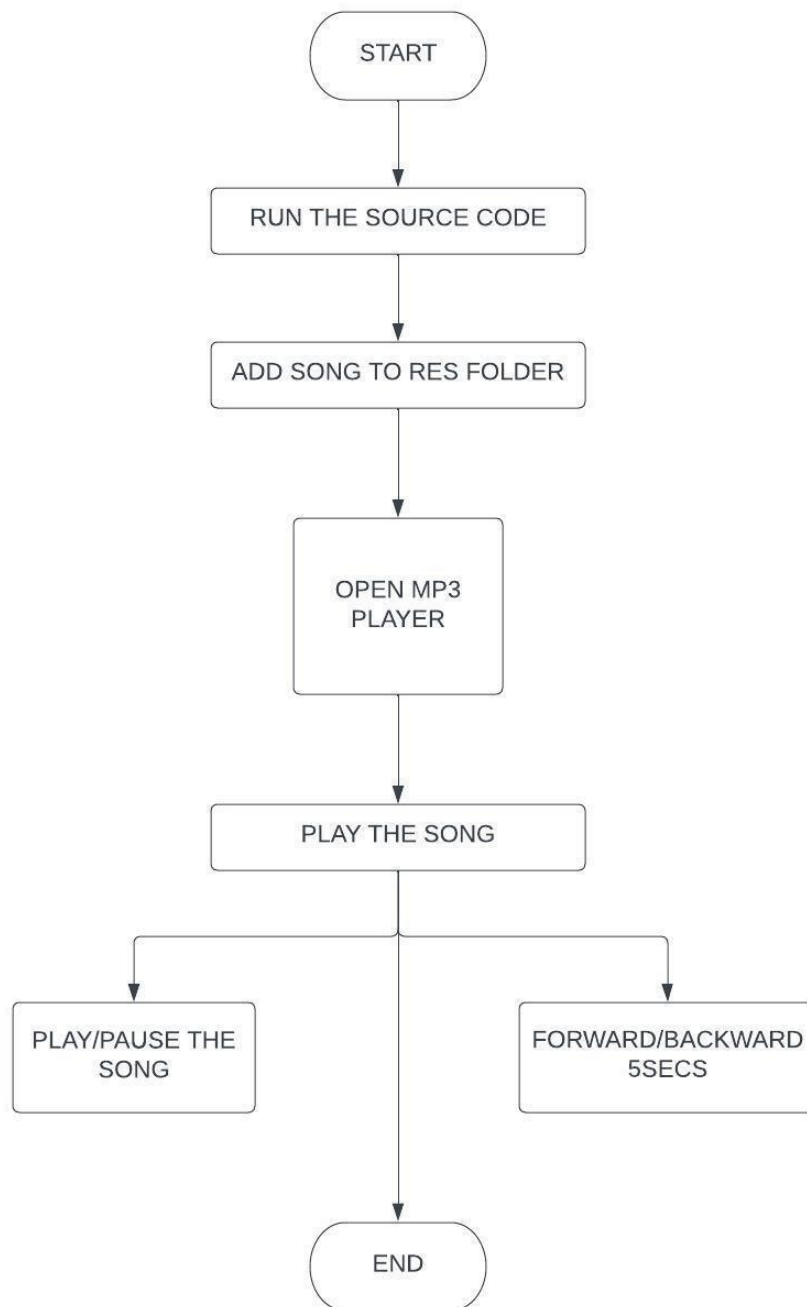 START
RUN THE SOURCE CODE
ADD SONG TO RES FOLDER
OPEN MP3
PLAYER
PLAY THE SONG
PLAY/PAUSE THE
SONG
FORWARD/BACKWARD
5SECS
END